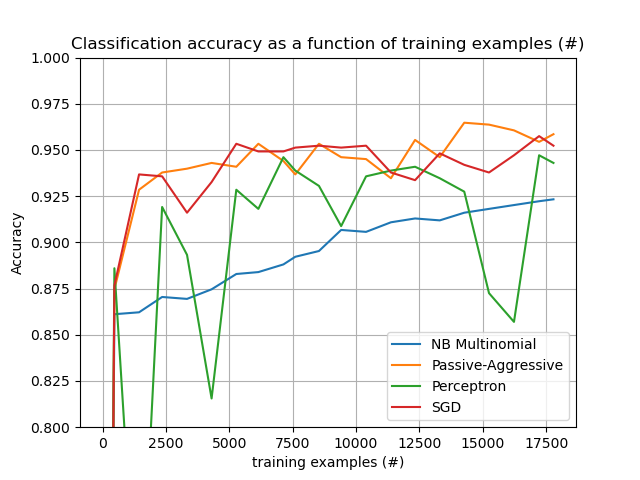 Classification accuracy as a function of training examples (#)
1.000
0.975
0.950
0.925
0.900
0.875
0.850
0.825
0.800
Accuracy
NB Multinomial
Passive-Aggressive
Perceptron
SGD
0 2500 5000 7500 10000 12500 15000 17500
training examples (#)